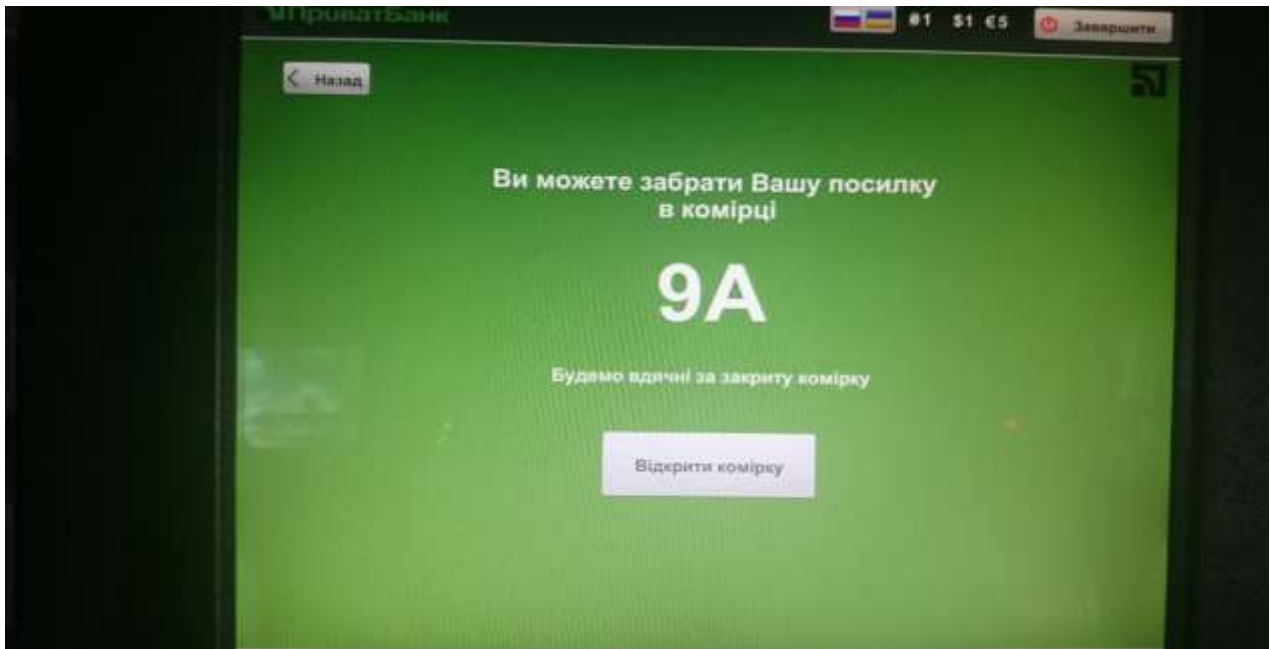 ПриватБанк
$1 €5
Завершити
Назад
Ви можете забрати Вашу посилку
в комірці
9А
Будемо вдячні за закриту комірку
Відкрити комірку